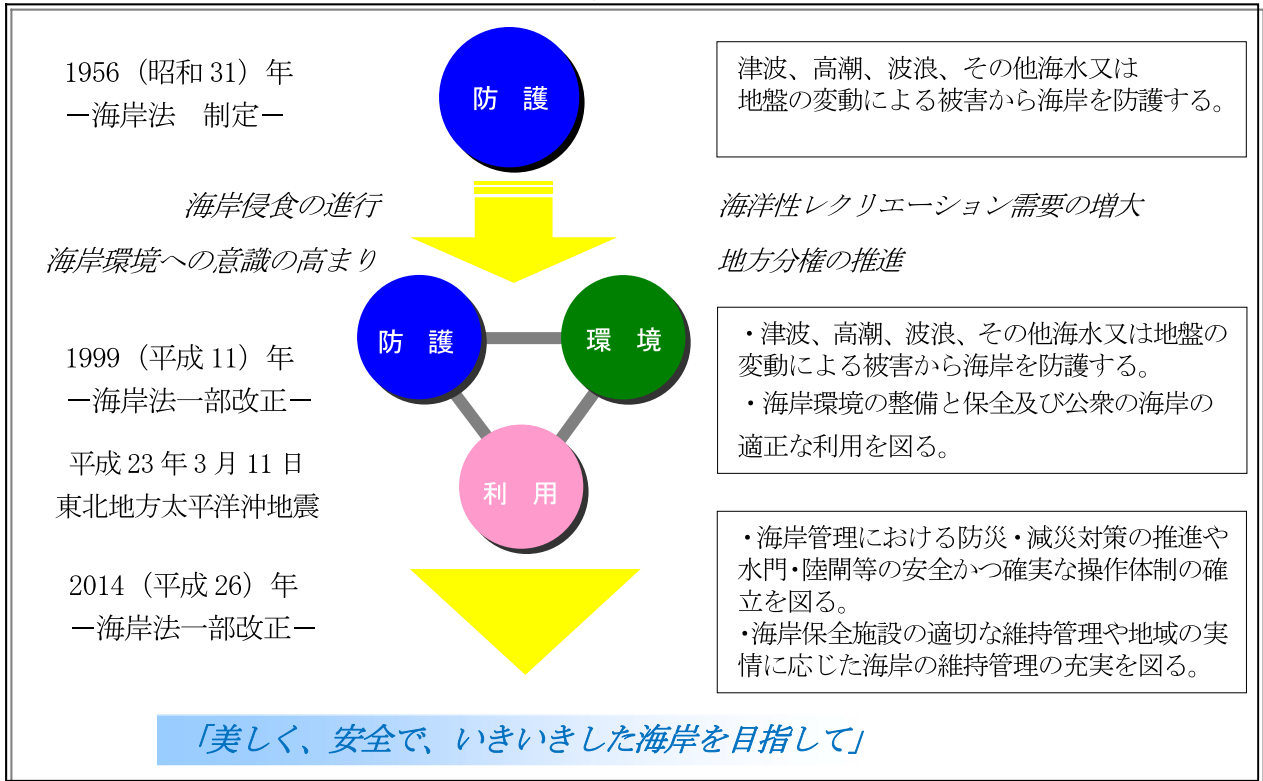 1956（昭和 31）年
－海岸法　制定－
防　護
津波、高潮、波浪、その他海水又は
地盤の変動による被害から海岸を防護する。
海岸侵食の進行
海洋性レクリエーション需要の増大
海岸環境への意識の高まり
地方分権の推進
防　護
環　境
利　用
1999（平成 11）年
－海岸法一部改正－
・津波、高潮、波浪、その他海水又は地盤の
変動による被害から海岸を防護する。
・海岸環境の整備と保全及び公衆の海岸の
適正な利用を図る。
平成 23 年 3 月 11 日
東北地方太平洋沖地震
2014（平成 26）年
－海岸法一部改正－
・海岸管理における防災・減災対策の推進や
水門・陸閘等の安全かつ確実な操作体制の確
立を図る。
・海岸保全施設の適切な維持管理や地域の実
情に応じた海岸の維持管理の充実を図る。
「美しく、安全で、いきいきした海岸を目指して」